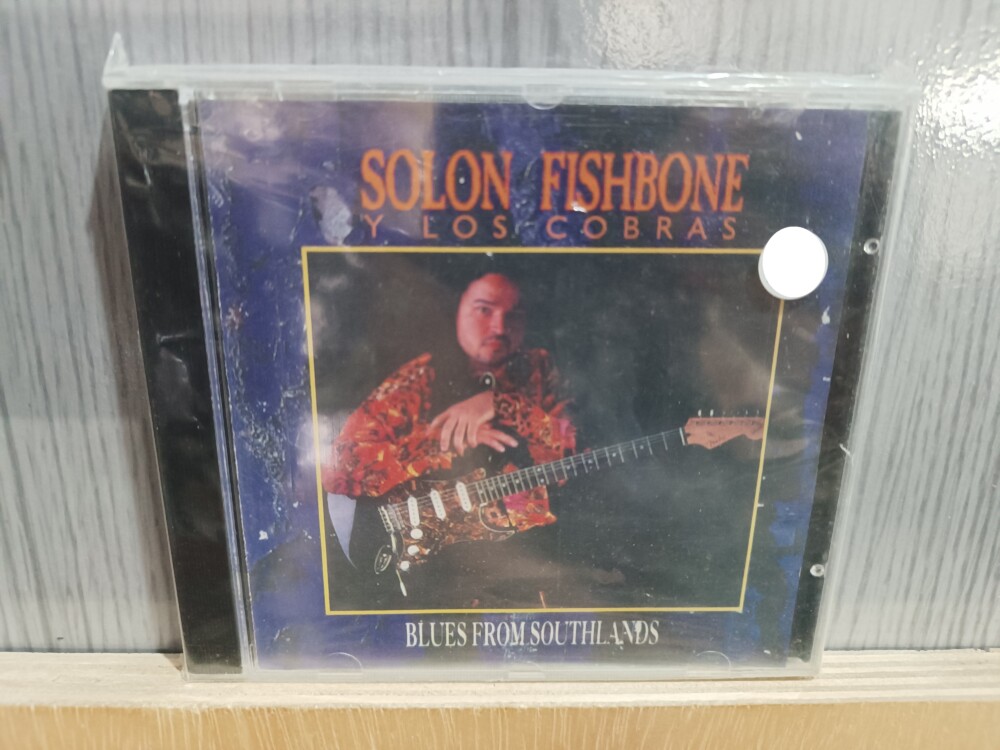 SOLON FISHBONE
Y LOS COBRAS
BLUES FROM SOUTHLANDS